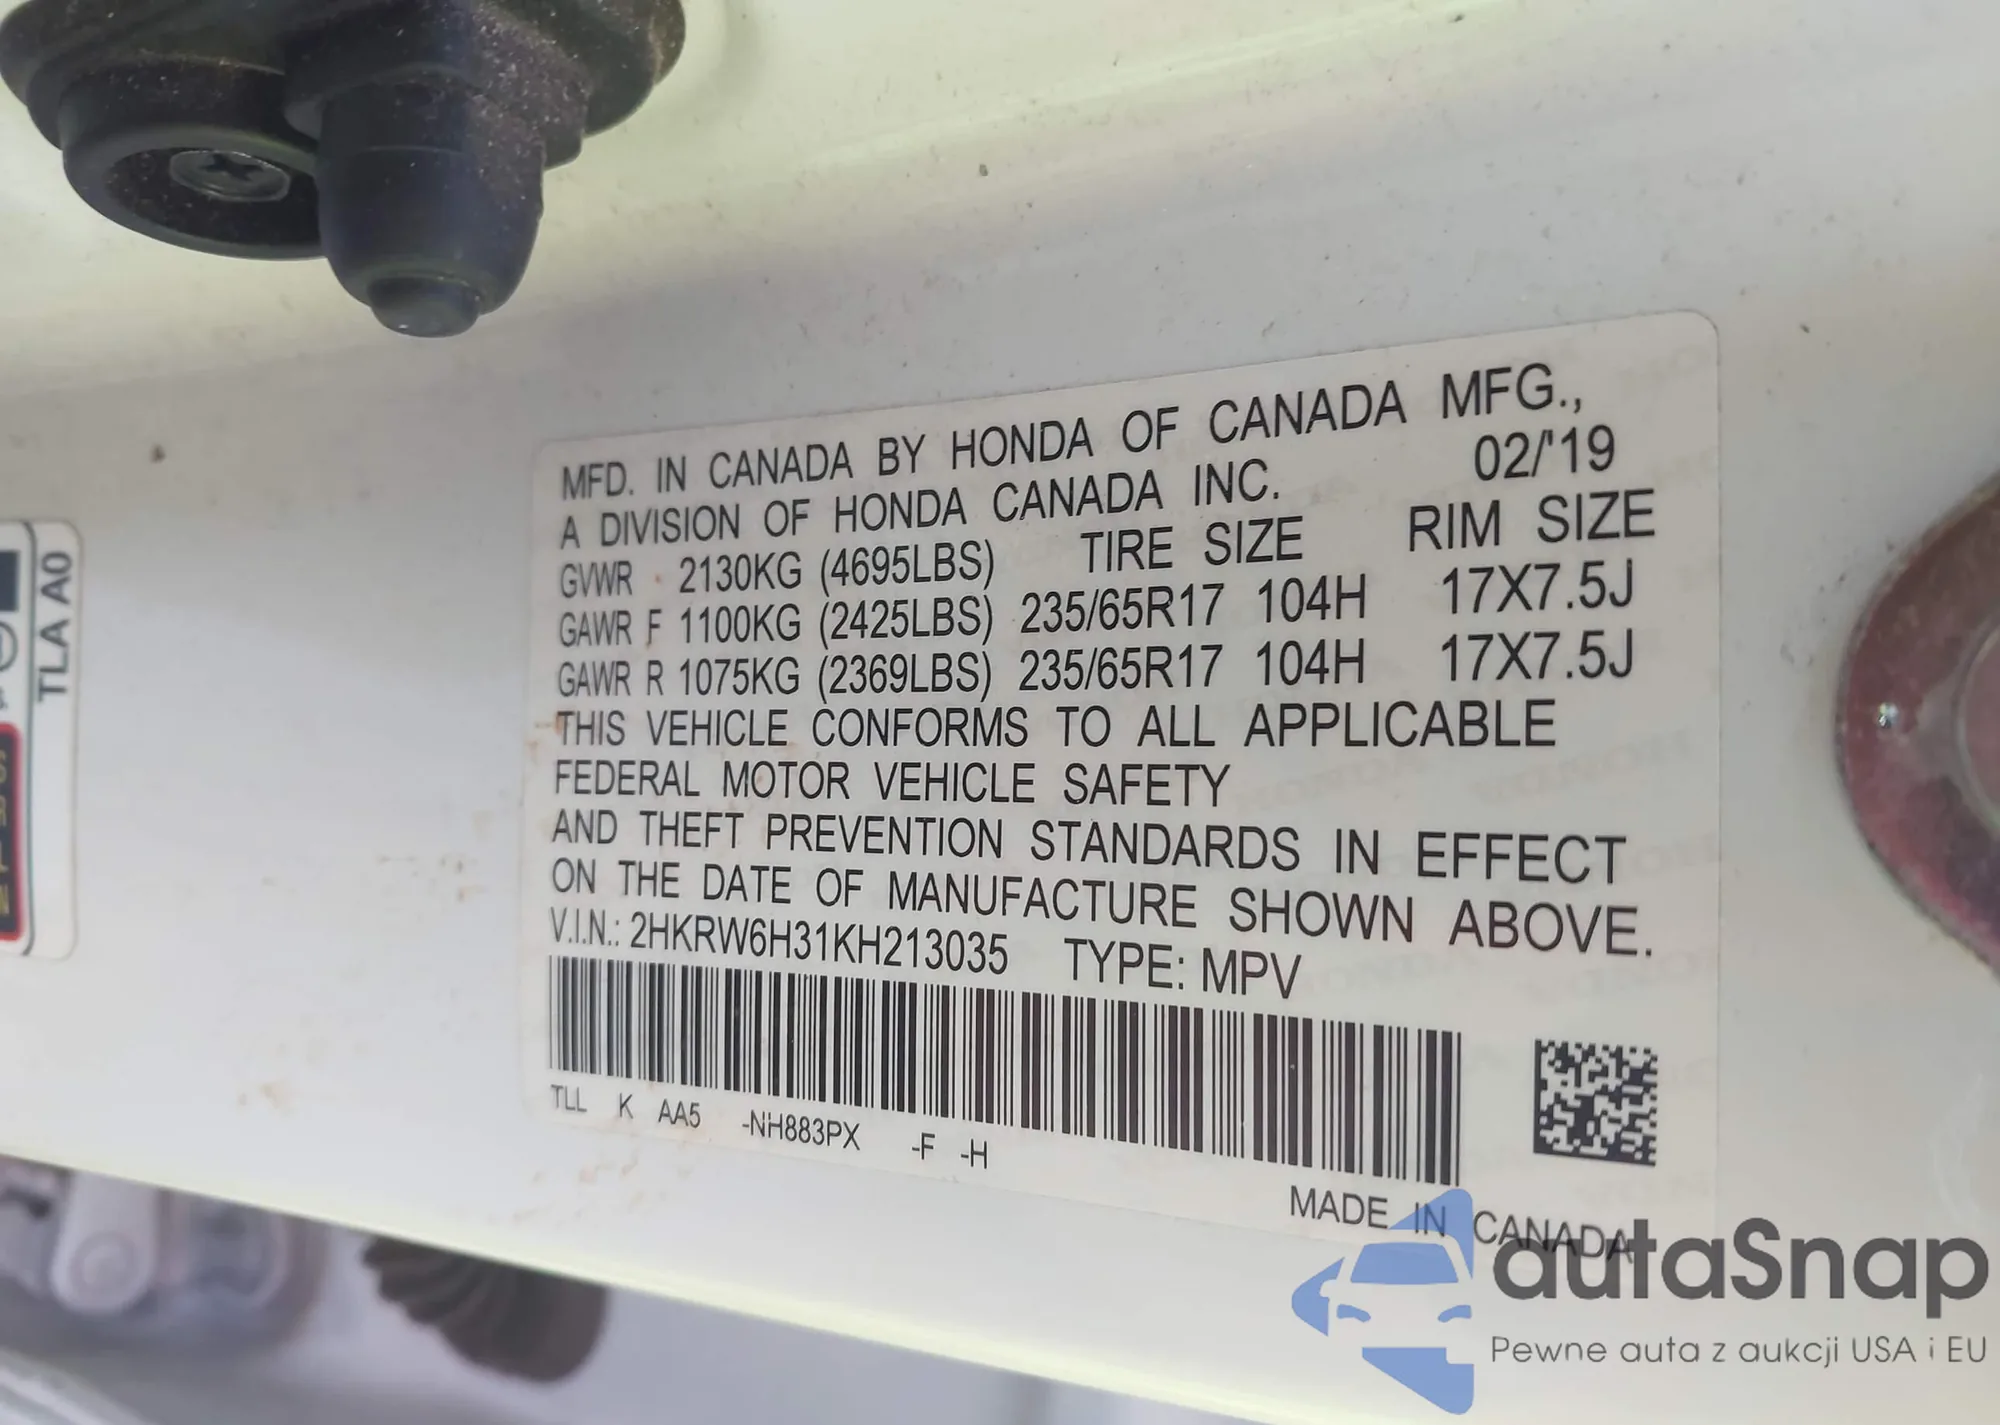 MFD. IN CANADA BY HONDA OF CANADA MFG.,
A DIVISION OF HONDA CANADA INC. 02/'19
GVWR 2130KG (4695LBS) TIRE SIZE RIM SIZE
GAWR F 1100KG (2425LBS) 235/65R17 104H 17X7.5J
GAWR R 1075KG (2369LBS) 235/65R17 104H 17X7.5J
THIS VEHICLE CONFORMS TO ALL APPLICABLE
FEDERAL MOTOR VEHICLE SAFETY
AND THEFT PREVENTION STANDARDS IN EFFECT
ON THE DATE OF MANUFACTURE SHOWN ABOVE.
V.I.N.: 2HKRW6H31KH213035 TYPE: MPV
TLL K AA5 -NH883PX -F -H
MADE IN CANADA
TLA A0
autaSnap
Pewne auta z aukcji USA i EU